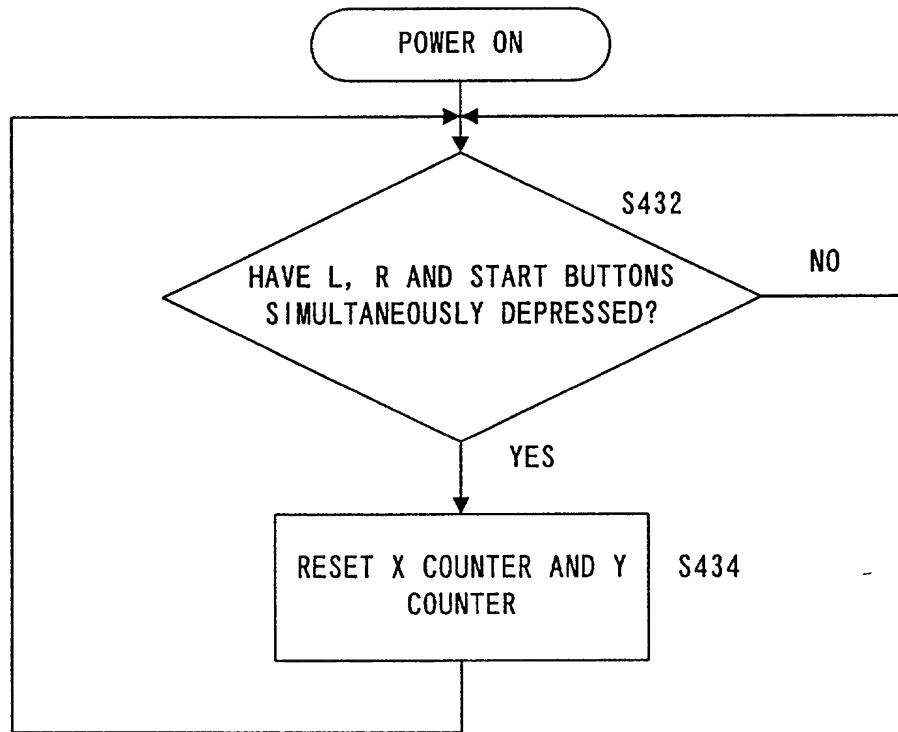 POWER ON
S432
HAVE L, R AND START BUTTONS
SIMULTANEOUSLY DEPRESSED?
NO
YES
RESET X COUNTER AND Y
COUNTER
S434